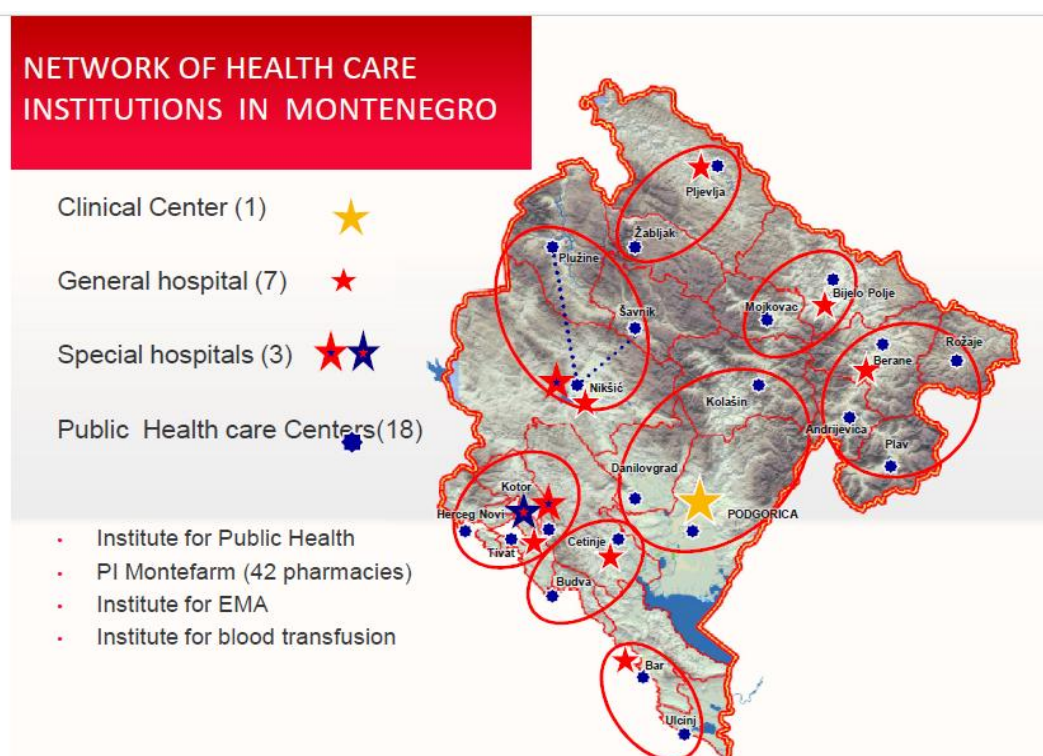 NETWORK OF HEALTH CARE
INSTITUTIONS IN MONTENEGRO
Clinical Center (1)
General hospital (7)
Special hospitals (3)
Public Health care Centers(18)
• Institute for Public Health
• PI Montefarm (42 pharmacies)
• Institute for EMA
• Institute for blood transfusion
Pljevlja
Žabljak
Plužine
Šavnik
Mojkovac
Bijelo Polje
Berane
Rožaje
Nikšić
Kolašin
Andrijevica
Plav
Danilovgrad
Kotor
Herceg Novi
PODGORICA
Tivat
Cetinje
Budva
Bar
Ulcinj